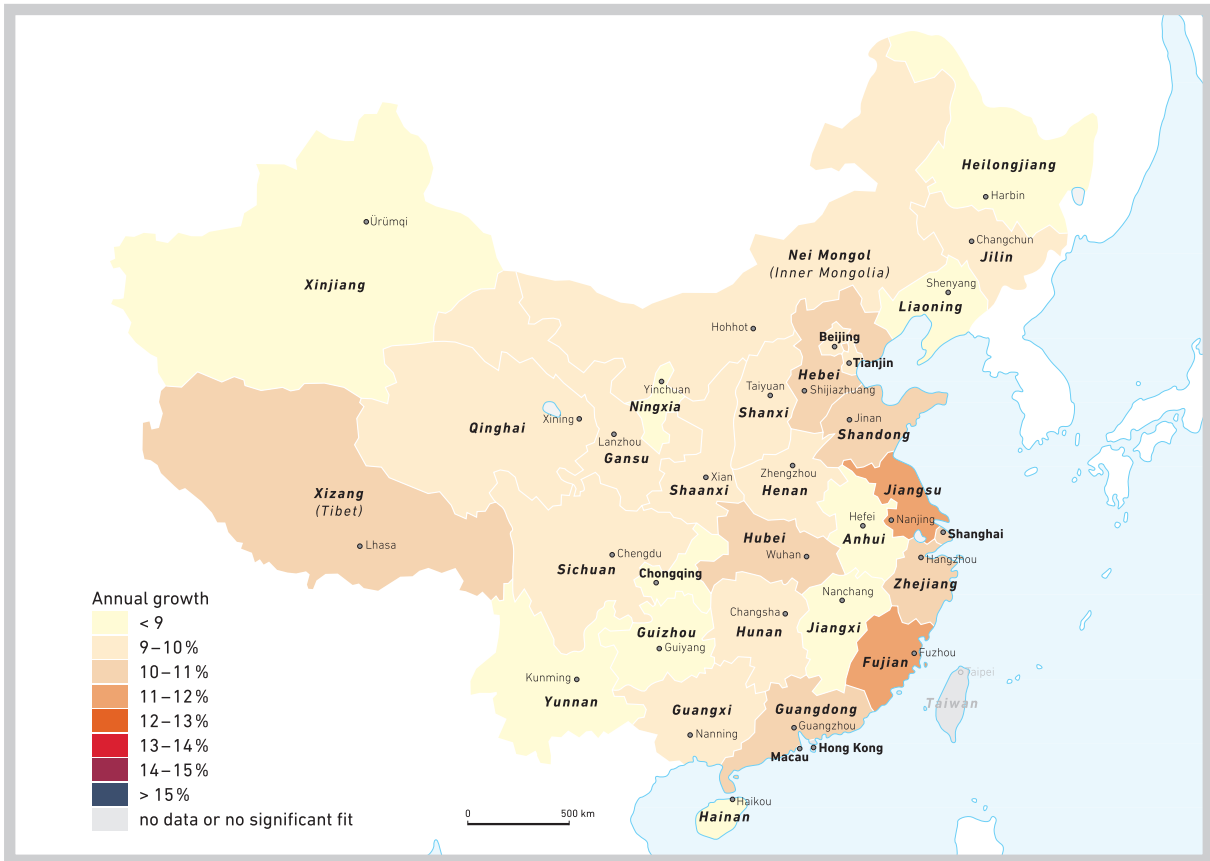 Heilongjiang
Harbin
Ürümqi
Changchun
Jilin
Nei Mongol
(Inner Mongolia)
Xinjiang
Shenyang
Liaoning
Hohhot
Beijing
Tianjin
Hebei
Shijiazhuang
Yinchuan
Ningxia
Taiyuan
Shanxi
Xining
Qinghai
Lanzhou
Gansu
Jinan
Shandong
Xian
Shaanxi
Zhengzhou
Henan
Xizang
(Tibet)
Lhasa
Jiangsu
Nanjing
Hefei
Anhui
Shanghai
Hubei
Wuhan
Hangzhou
Zhejiang
Chengdu
Sichuan
Chongqing
Nanchang
Jiangxi
Changsha
Hunan
Guizhou
Guiyang
Fuzhou
Fujian
Taipei
Taiwan
Kunming
Yunnan
Guangxi
Nanning
Guangdong
Guangzhou
Hong Kong
Macau
Haikou
Hainan
Annual growth
< 9
9 – 10 %
10 – 11 %
11 – 12 %
12 – 13 %
13 – 14 %
14 – 15 %
> 15 %
no data or no significant fit
0 500 km